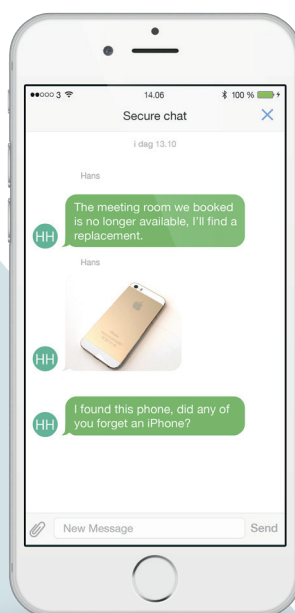 3 14.06 100 %
Secure chat
i dag 13.10
Hans
The meeting room we booked
is no longer available, I'll find a
replacement.
HH
Hans
HH
I found this phone, did any of
you forget an iPhone?
HH
New Message Send